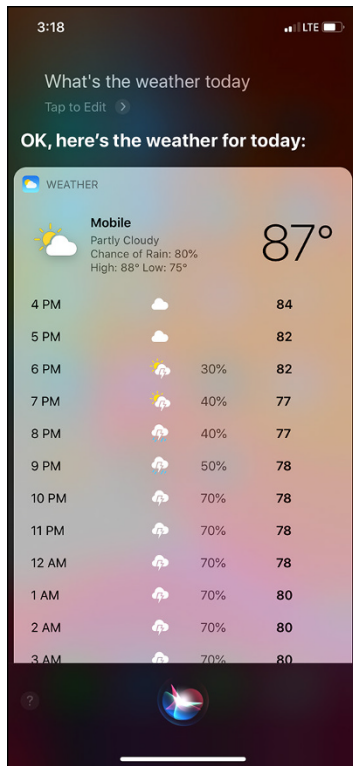 3:18
LTE
What's the weather today
Tap to Edit >
OK, here's the weather for today:
WEATHER
Mobile
Partly Cloudy
Chance of Rain: 80%
High: 88° Low: 75°
87°
4 PM 84
5 PM 82
6 PM 30% 82
7 PM 40% 77
8 PM 40% 77
9 PM 50% 78
10 PM 70% 78
11 PM 70% 78
12 AM 70% 78
1 AM 70% 80
2 AM 70% 80
3 AM 70% 80
?